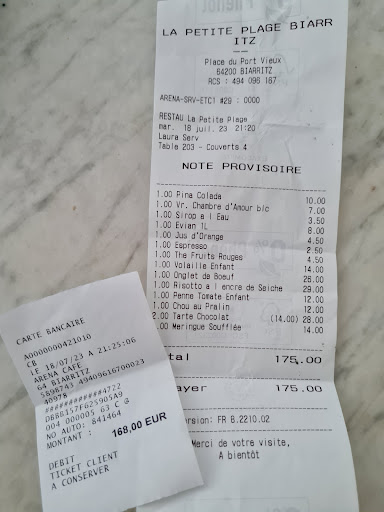 LA PETITE PLAGE BIARR
ITZ
Place du Port Vieux
64200 BIARRITZ
RCS : 494 096 167
ARENA-SRV-ETC1 #29 : 0000
RESTAU La Petite Plage
mar. 18 juil. 23 21:20
Laura Serv
Table 203 - Couverts 4
NOTE PROVISOIRE
1.00 Pina Colada 10.00
1.00 Vr. Chambre d'Amour blc 7.00
1.00 Sirop a l Eau 3.50
1.00 Evian 1L 8.00
1.00 Jus d'Orange 4.50
1.00 Espresso 2.50
1.00 The Fruits Rouges 4.50
1.00 Volaille Enfant 14.00
1.00 Onglet de Boeuf 26.00
1.00 Risotto a l encre de Seiche 29.00
1.00 Penne Tomate Enfant 12.00
1.00 Chou au Pralin 12.00
2.00 Tarte Chocolat (14.00) 28.00
1.00 Meringue Soufflée 14.00
tal 175.00
ayer 175.00
ersion: FR 8.2210.02
Merci de votre visite,
A bientôt
CARTE BANCAIRE
A0000000421010
CB
LE 18/07/23 A 21:25:06
ARENA CAFE
64 BIARRITZ
5898743 49409616700023
40978
############4722
DBBB157F625905A9
004 000005 63 C @
NO AUTO: 841464
MONTANT : 168,00 EUR
DEBIT
TICKET CLIENT
A CONSERVER